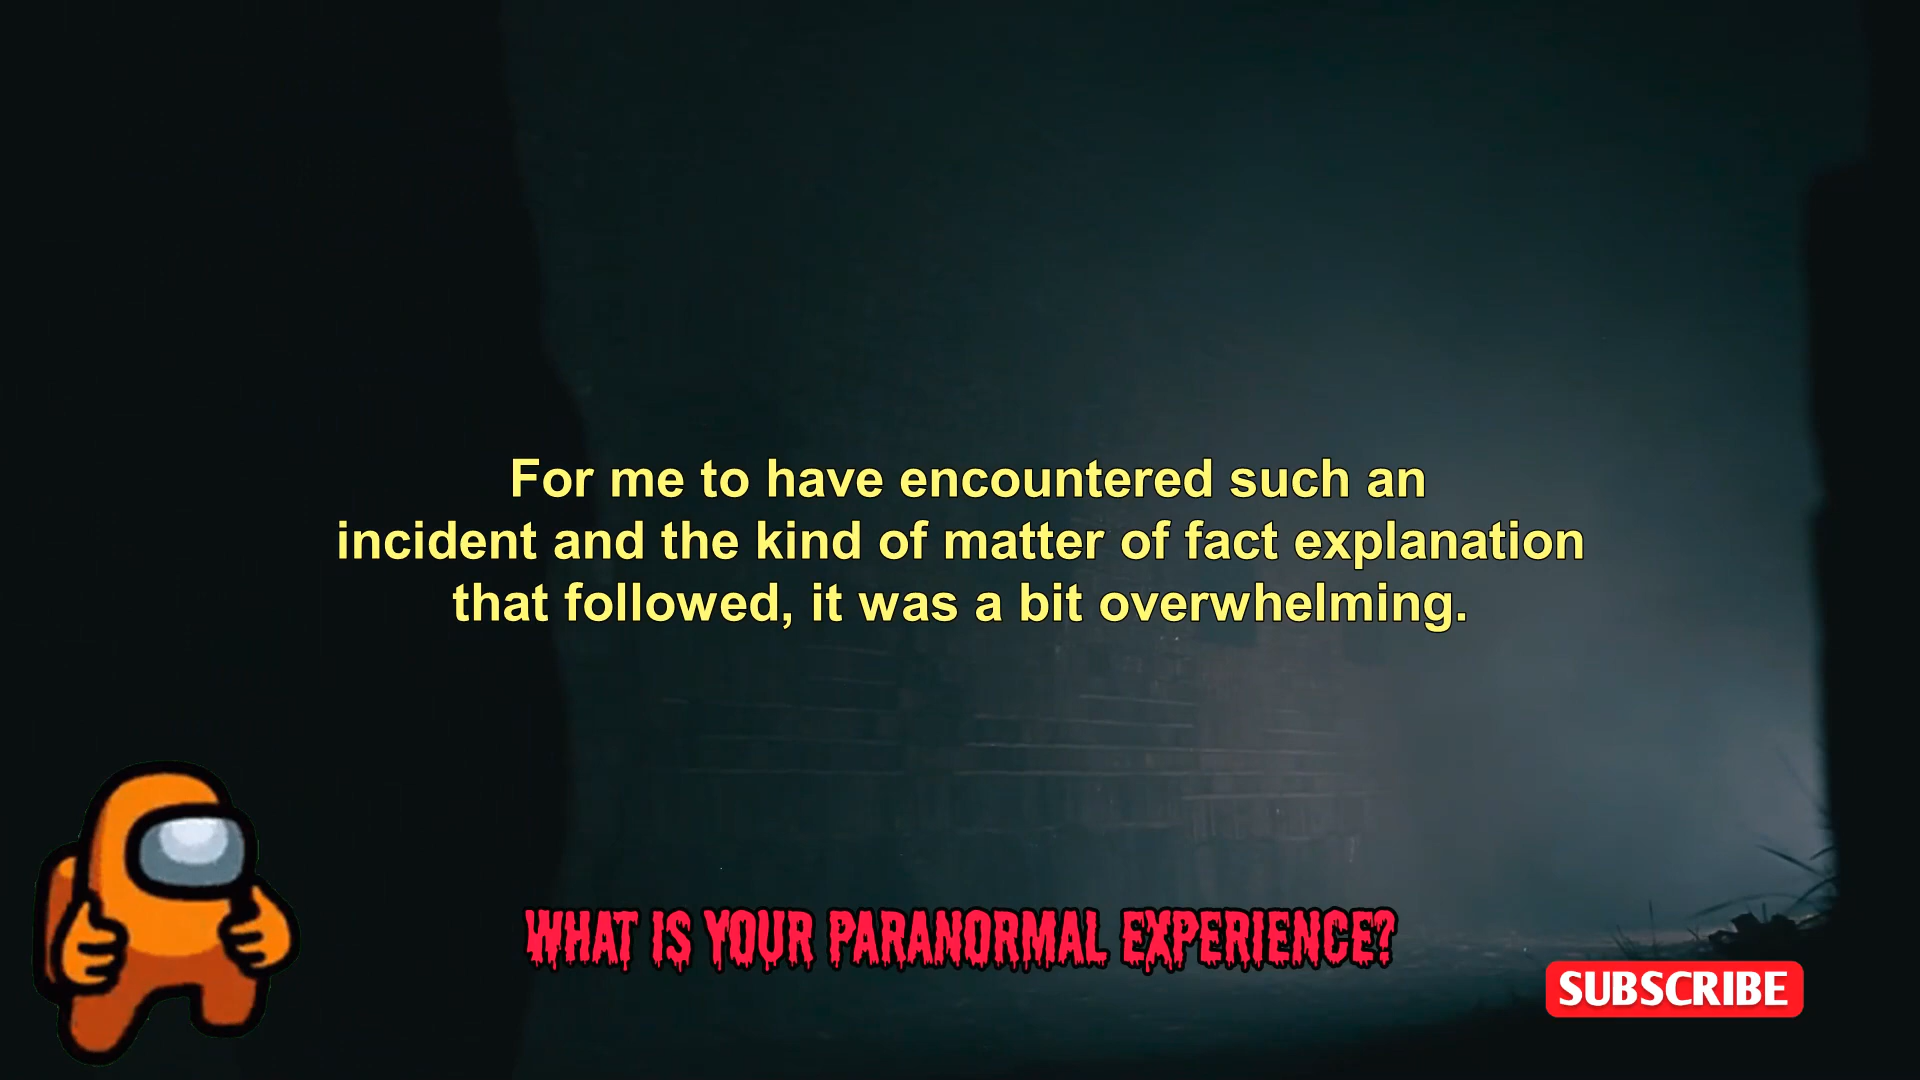 For me to have encountered such an
incident and the kind of matter of fact explanation
that followed, it was a bit overwhelming.
WHAT IS YOUR PARANORMAL EXPERIENCE?
SUBSCRIBE